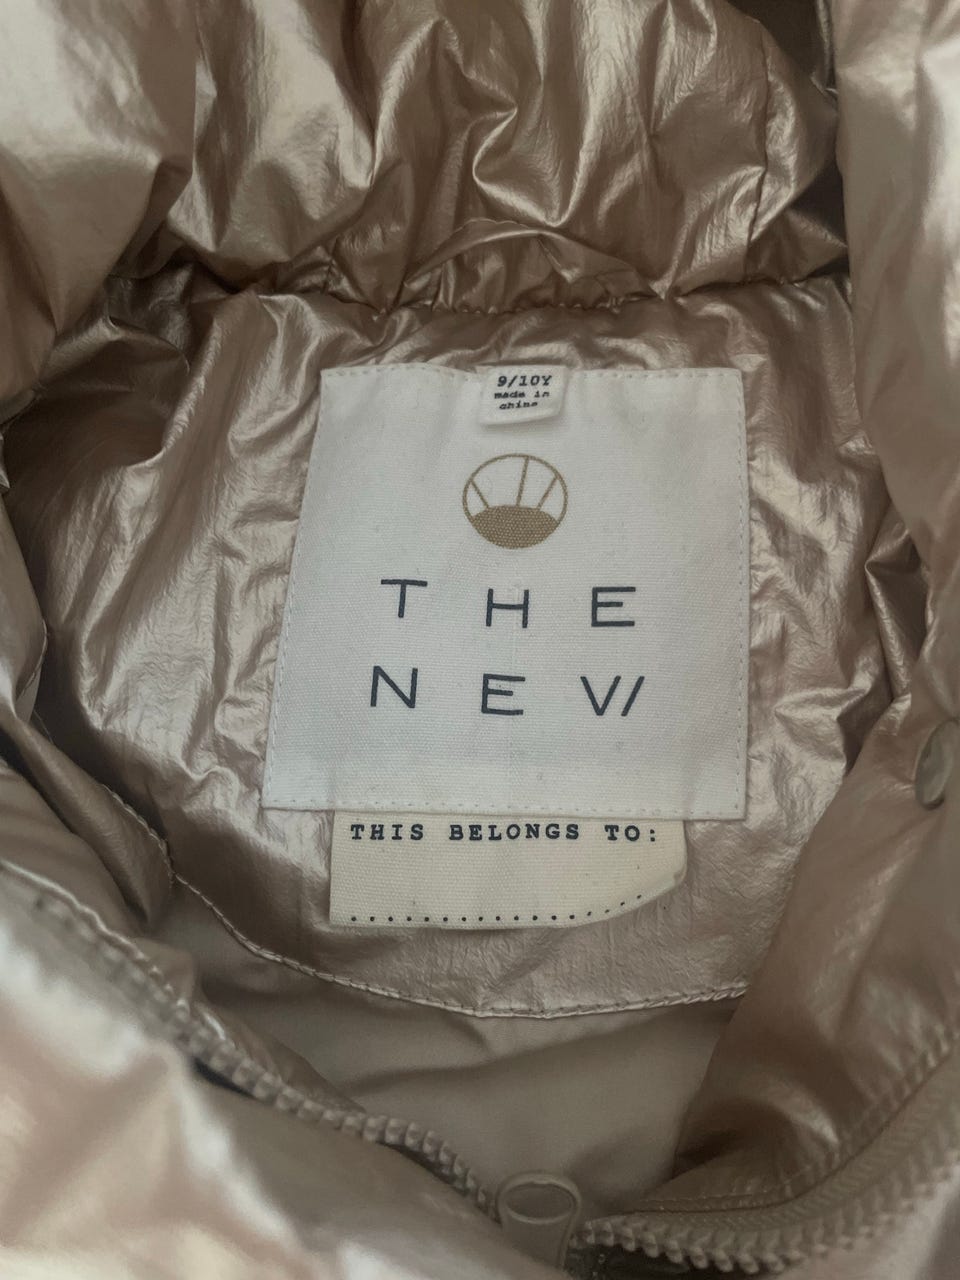 9/10Y
made in
china
THE
NEW
THIS BELONGS TO: